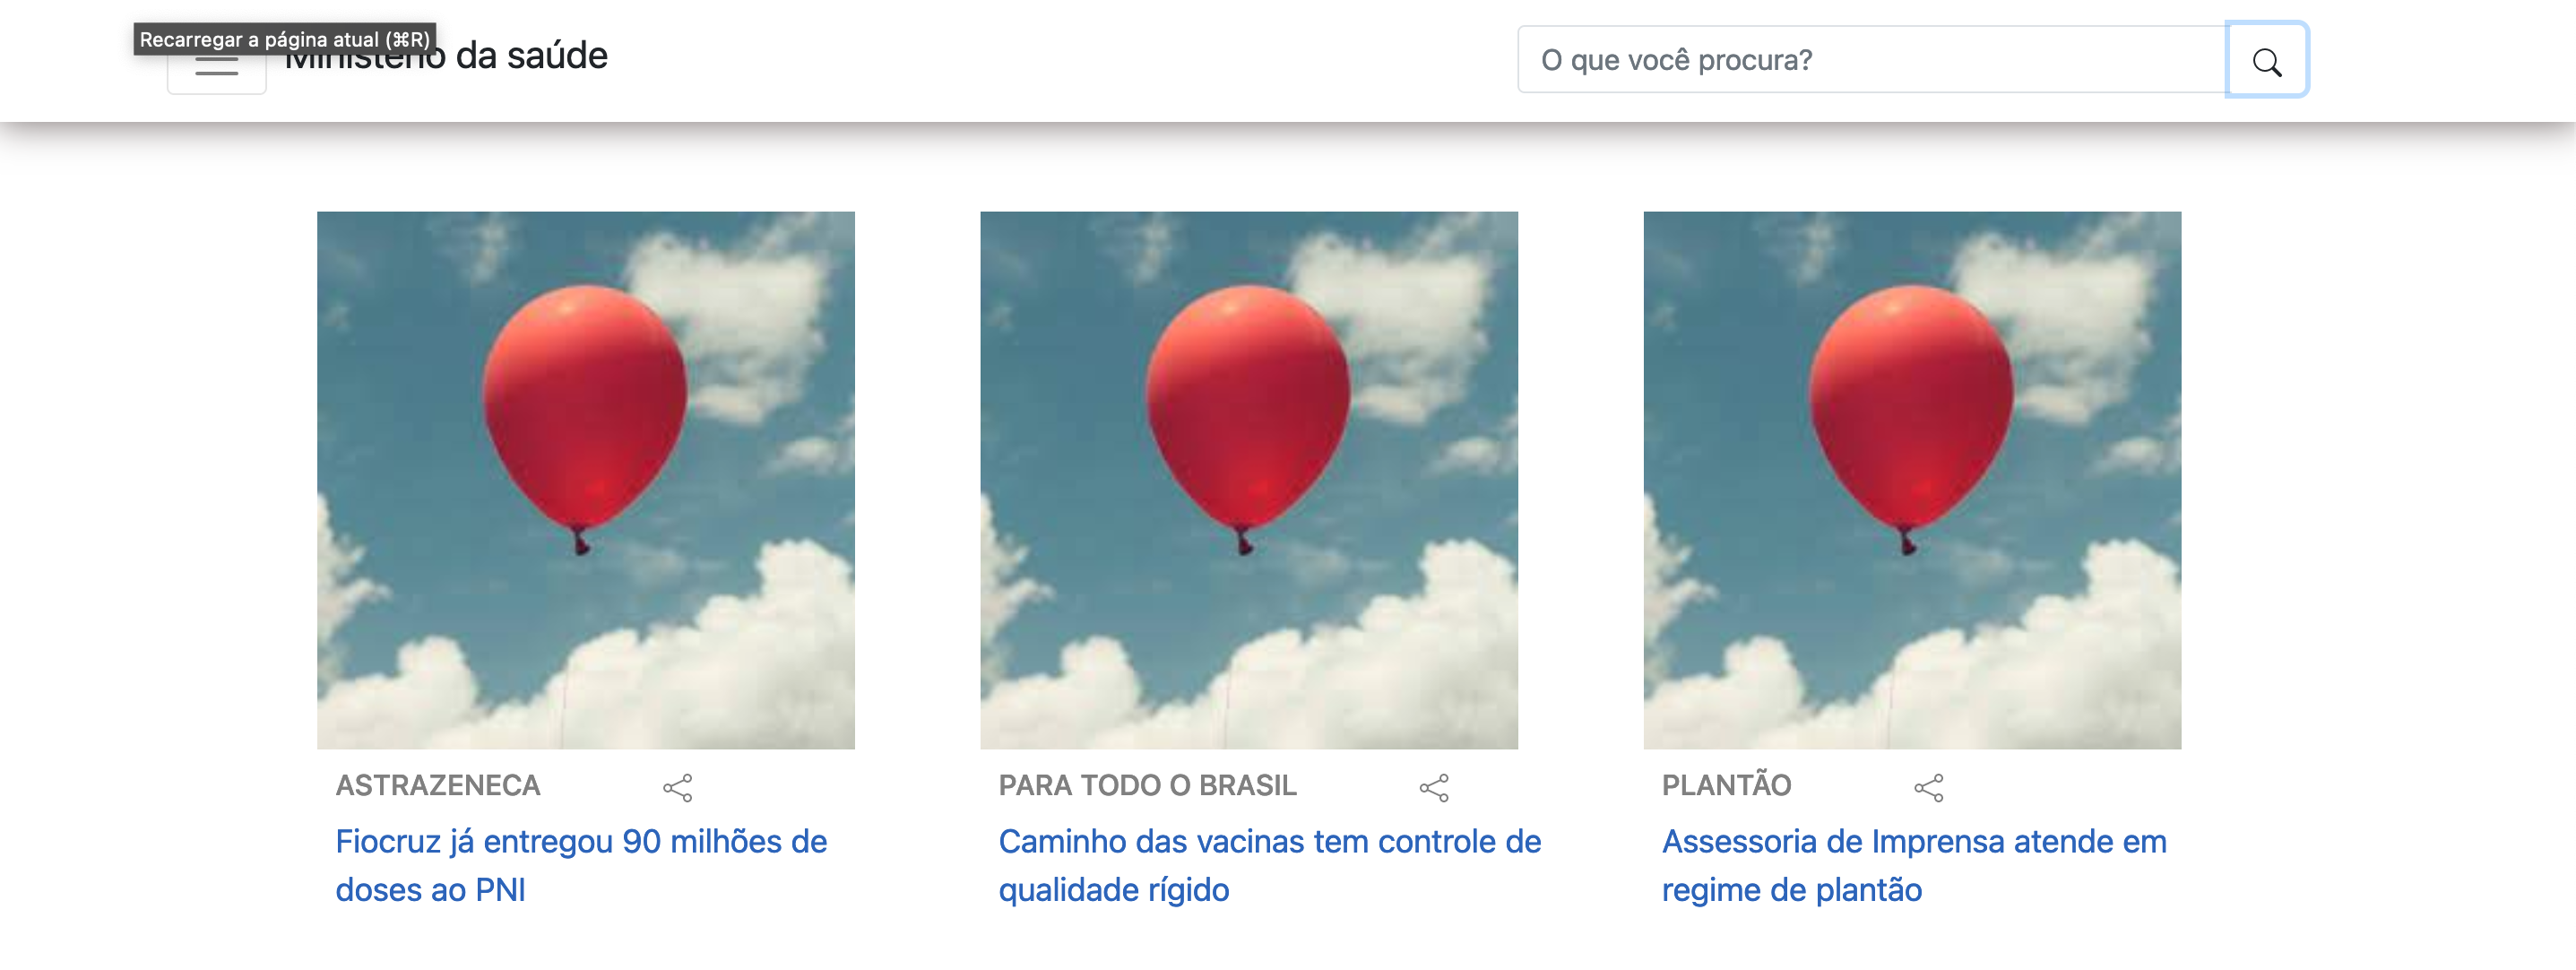 Recarregar a página atual (⌘R)
Ministério da saúde
O que você procura?
ASTRAZENECA
Fiocruz já entregou 90 milhões de
doses ao PNI
PARA TODO O BRASIL
Caminho das vacinas tem controle de
qualidade rígido
PLANTÃO
Assessoria de Imprensa atende em
regime de plantão